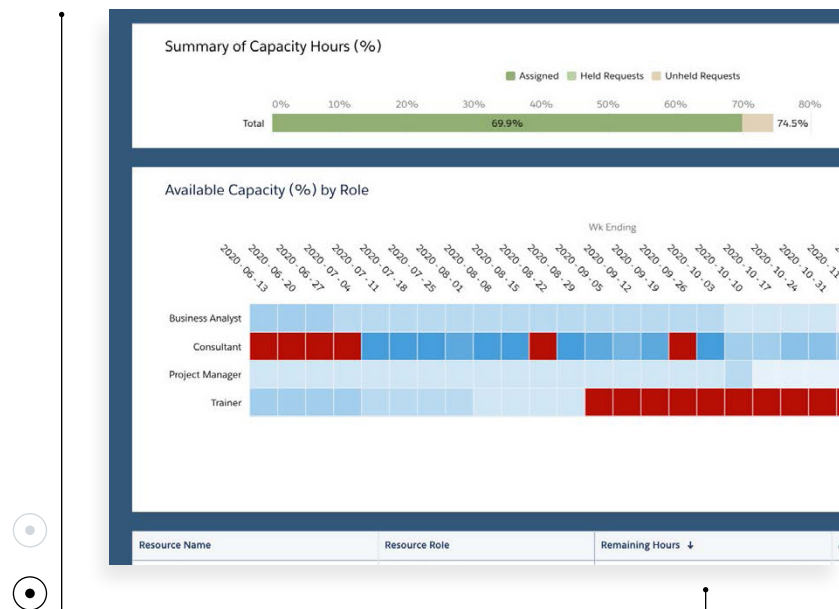 Summary of Capacity Hours (%)
Assigned Held Requests Unheld Requests
0% 10% 20% 30% 40% 50% 60% 70% 80%
Total 69.9% 74.5%
Available Capacity (%) by Role
Wk Ending
2020 - 06 - 13
2020 - 06 - 20
2020 - 06 - 27
2020 - 07 - 04
2020 - 07 - 11
2020 - 07 - 18
2020 - 07 - 25
2020 - 08 - 01
2020 - 08 - 08
2020 - 08 - 15
2020 - 08 - 22
2020 - 08 - 29
2020 - 09 - 05
2020 - 09 - 12
2020 - 09 - 19
2020 - 09 - 26
2020 - 10 - 03
2020 - 10 - 10
2020 - 10 - 17
2020 - 10 - 24
2020 - 10 - 31
Business Analyst
Consultant
Project Manager
Trainer
Resource Name Resource Role Remaining Hours ↓